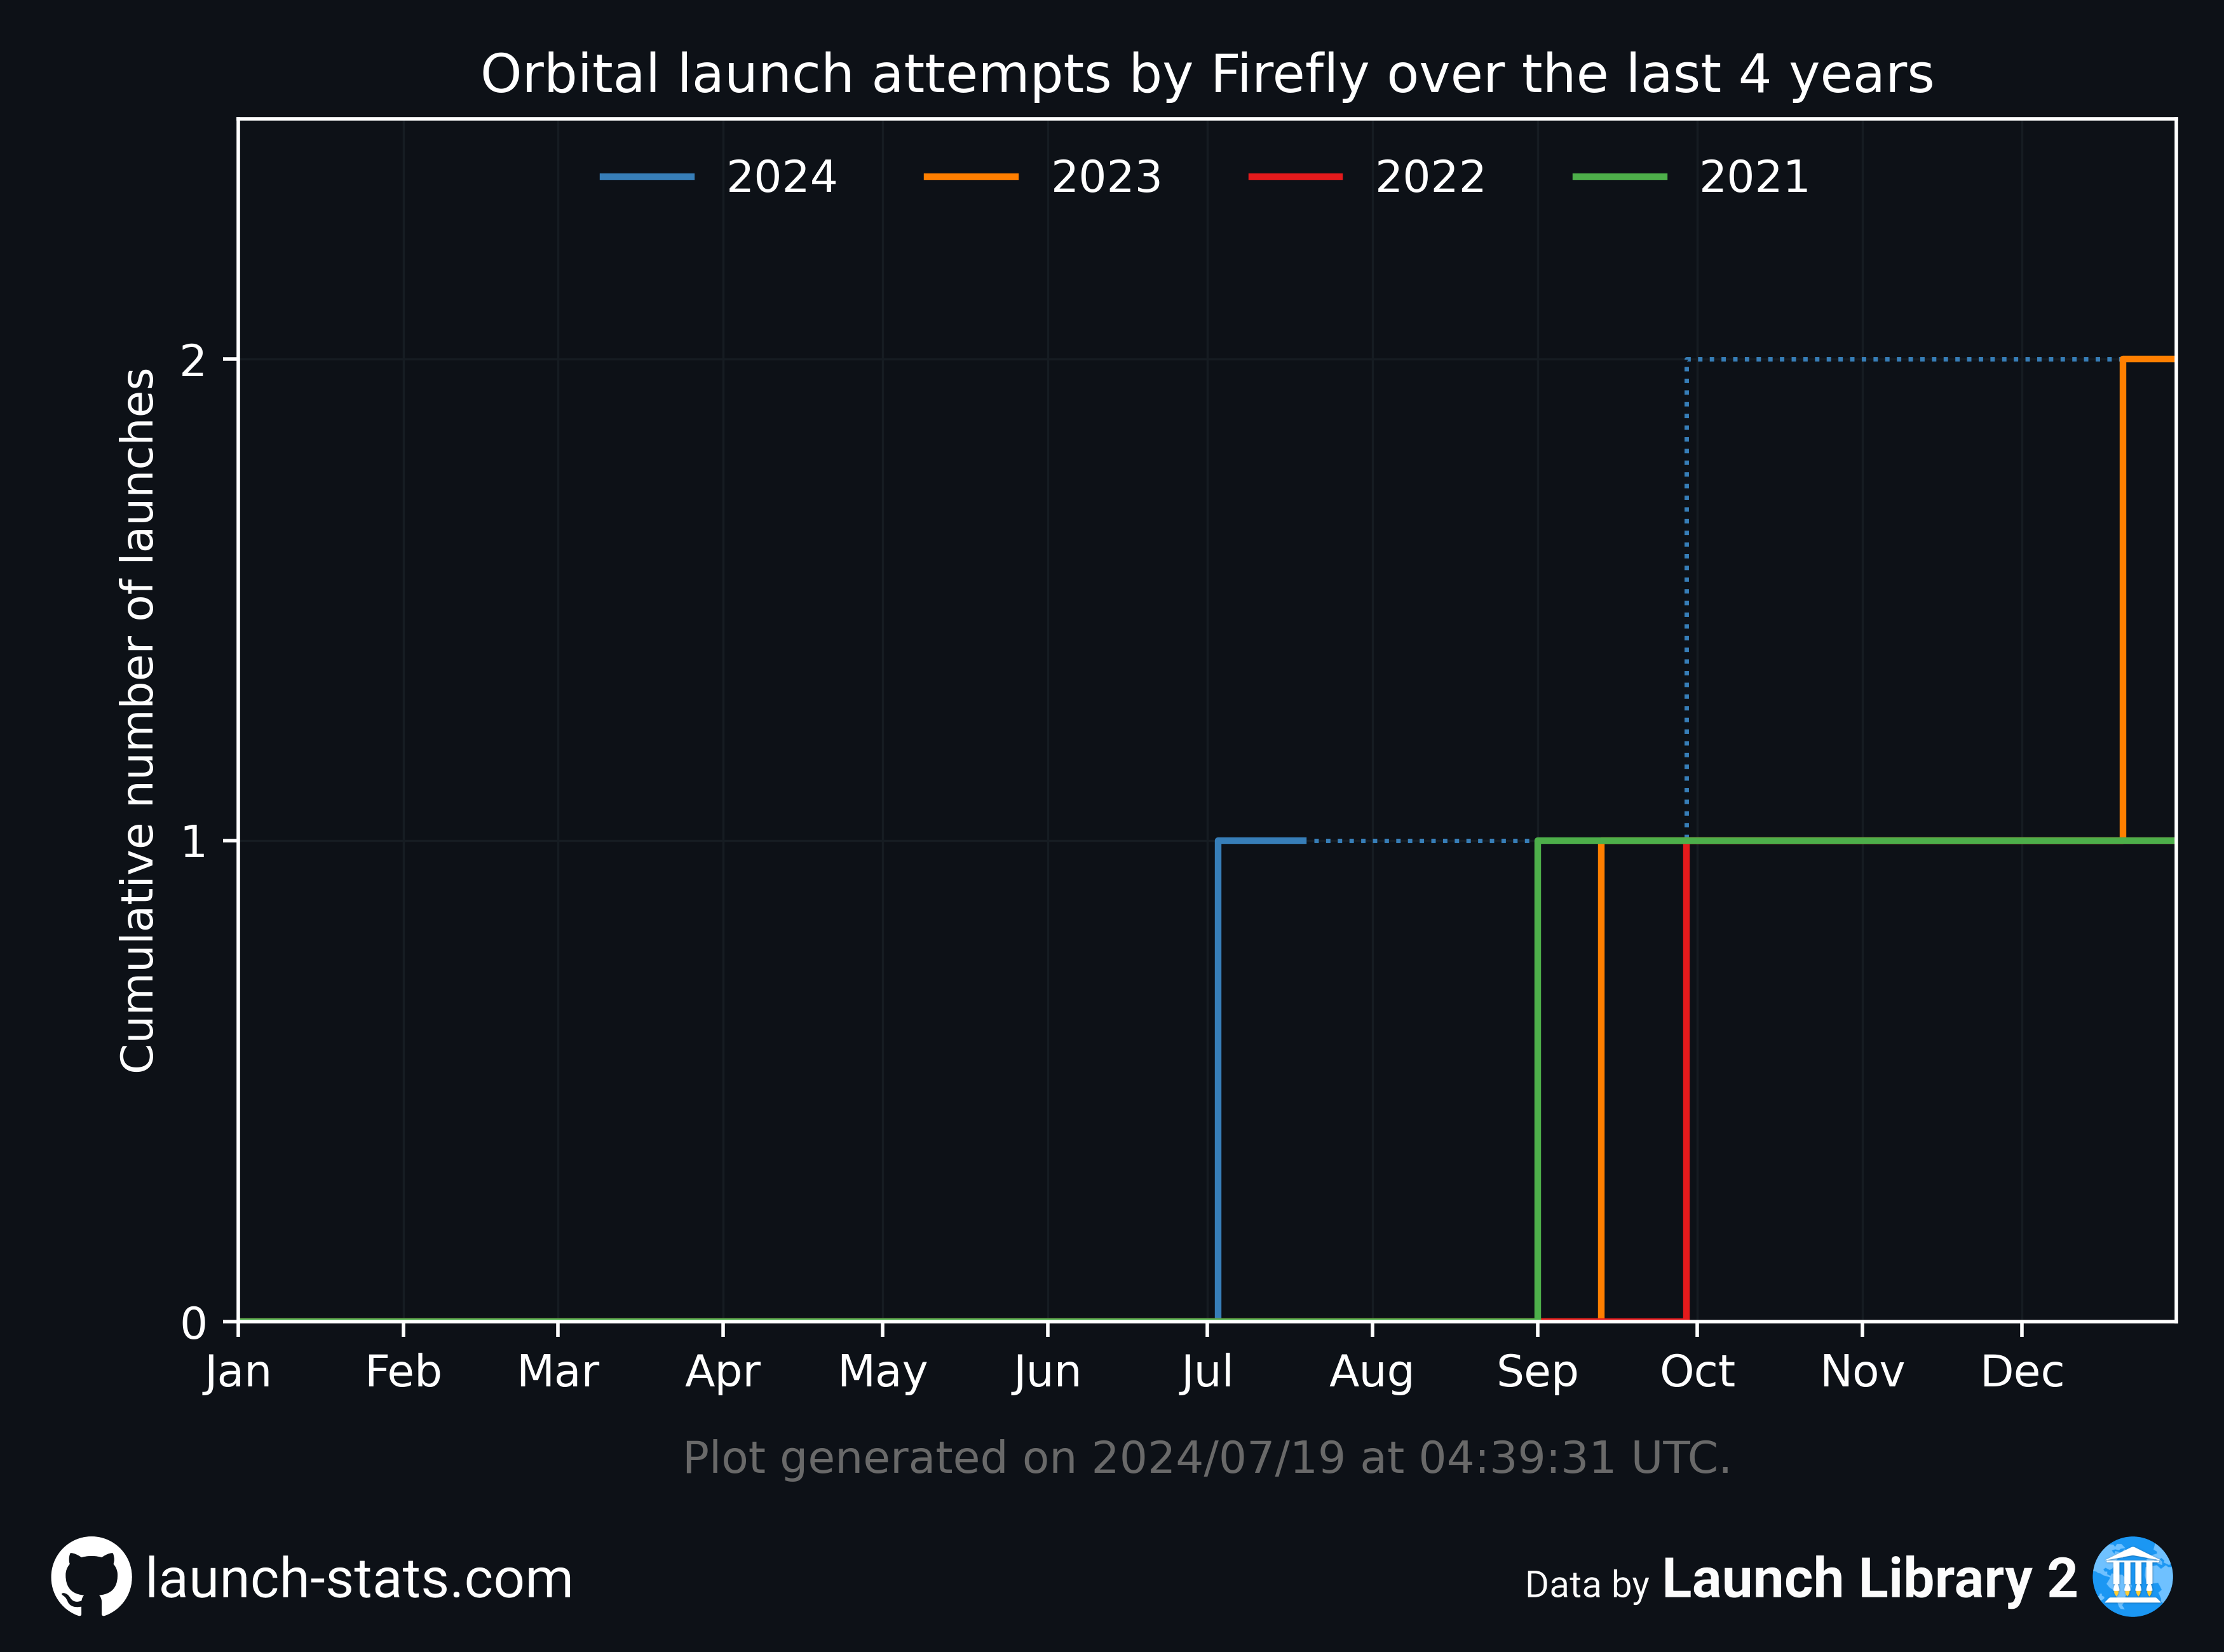 Orbital launch attempts by Firefly over the last 4 years
2024 2023 2022 2021
Cumulative number of launches
2
1
0
Jan Feb Mar Apr May Jun Jul Aug Sep Oct Nov Dec
Plot generated on 2024/07/19 at 04:39:31 UTC.
launch-stats.com
Data by Launch Library 2